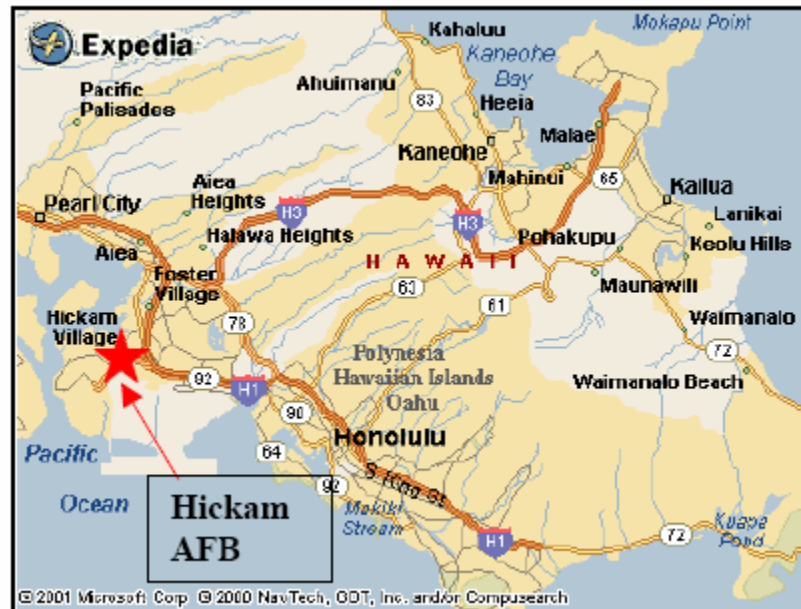 Expedia
Mokapu Point
Kahaluu
Kaneohe
Bay
Ahuimanu
Pacific
Palisades
83
Heeia
Malae
Kaneohe
Mahinui
65
Kailua
Aiea
Heights
H3
Pearl City
Halawa Heights
H3
Lanikai
Pohakupu
Keolu Hills
Aiea
HAWAII
Foster
Village
63
61
Maunawili
Hickam
Village
78
Waimanalo
72
Polynesia
Hawaiian Islands
Oahu
92
H1
Waimanalo Beach
90
Honolulu
64
Pacific
Ocean
S King St
92
Makiki
Stream
Hickam
AFB
H1
72
Kuapa
Pond
© 2001 Microsoft Corp © 2000 NavTech, GDT, Inc. and/or Compusearch